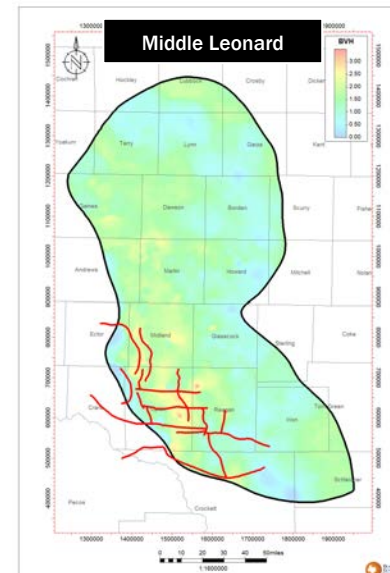 Middle Leonard
1300000
1900000
BVH
3.00
2.50
2.00
1.50
1.00
0.50
0.00
N
Cochran
Hockley
Lubbock
Crosby
Dickens
Yoakum
Terry
Lynn
Garza
Kent
Gaines
Dawson
Borden
Scurry
Fisher
Andrews
Martin
Howard
Mitchell
Nolan
Ector
Midland
Glasscock
Sterling
Coke
Crane
Reagan
Irion
Tom Green
Schleicher
Pecos
Crockett
1300000 1400000 1500000 1600000 1700000 1800000 1900000
0 10 20 30 40 50miles